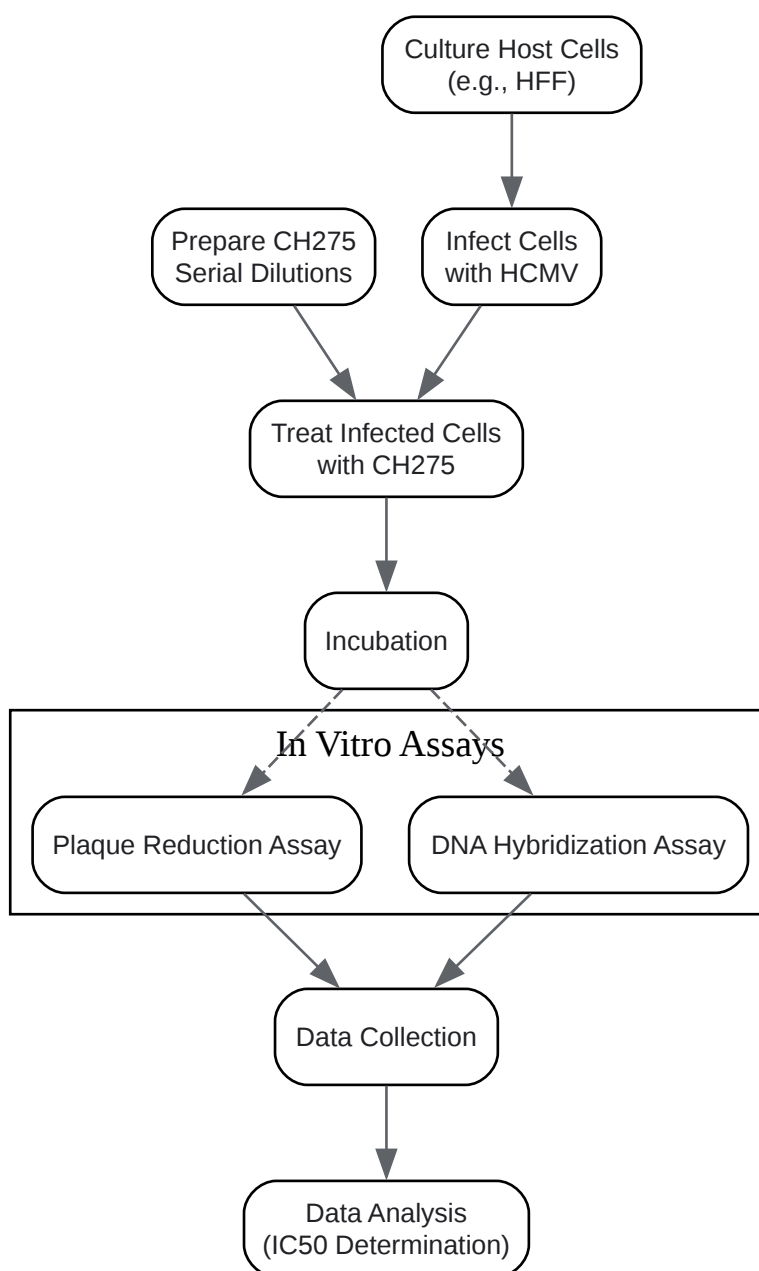 Culture Host Cells
(e.g., HFF)
Prepare CH275
Serial Dilutions
Infect Cells
with HCMV
Treat Infected Cells
with CH275
Incubation
In Vitro Assays
Plaque Reduction Assay
DNA Hybridization Assay
Data Collection
Data Analysis
(IC50 Determination)